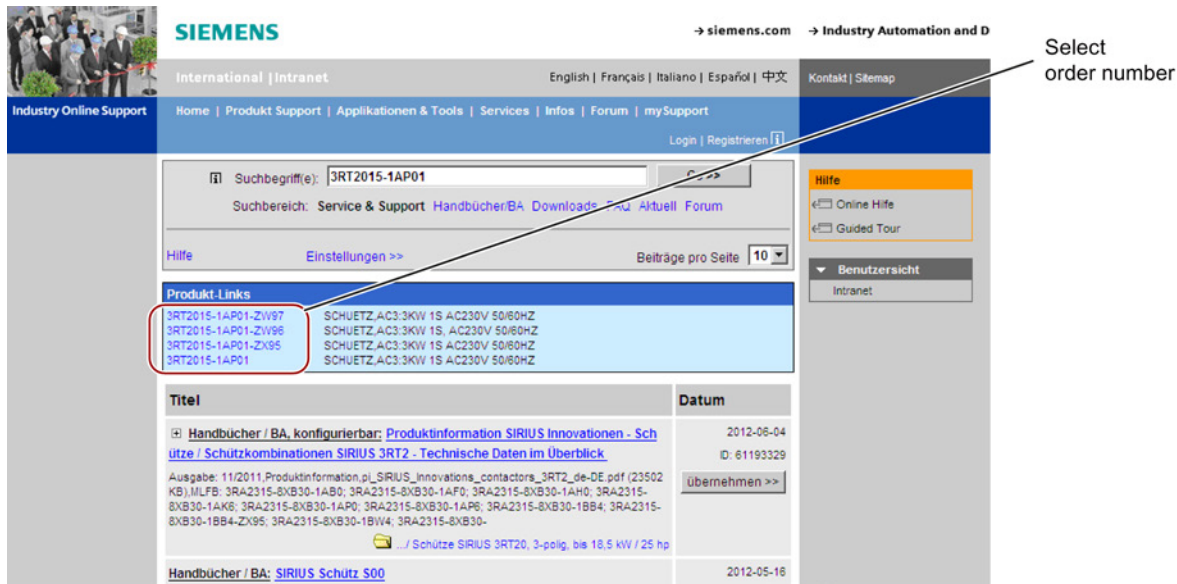 SIEMENS
→ siemens.com → Industry Automation and D
Select
order number
International | Intranet
English | Français | Italiano | Español | 中文
Kontakt | Sitemap
Industry Online Support
Home | Produkt Support | Applikationen & Tools | Services | Infos | Forum | mySupport
Login | Registrieren
Suchbegriff(e): 3RT2015-1AP01
Suchbereich: Service & Support Handbücher/BA Downloads FAQ Aktuell Forum
Hilfe Einstellungen >> Beiträge pro Seite 10
Hilfe
Online Hilfe
Guided Tour
Benutzersicht
Intranet
Produkt-Links
3RT2015-1AP01-ZW97 SCHUETZ,AC3:3KW 1S AC230V 50/60HZ
3RT2015-1AP01-ZW96 SCHUETZ,AC3:3KW 1S, AC230V 50/60HZ
3RT2015-1AP01-ZX95 SCHUETZ,AC3:3KW 1S AC230V 50/60HZ
3RT2015-1AP01 SCHUETZ,AC3:3KW 1S AC230V 50/60HZ
Titel Datum
Handbücher / BA, konfigurierbar: Produktinformation SIRIUS Innovationen - Sch
ütze / Schützkombinationen SIRIUS 3RT2 - Technische Daten im Überblick
2012-06-04
ID: 61193329
übernehmen >>
Ausgabe: 11/2011,Produktinformation,pi_SIRIUS_Innovations_contactors_3RT2_de-DE.pdf (23502
KB),MLFB: 3RA2315-8XB30-1AB0; 3RA2315-8XB30-1AF0; 3RA2315-8XB30-1AH0; 3RA2315-
8XB30-1AK6; 3RA2315-8XB30-1AP0; 3RA2315-8XB30-1AP6; 3RA2315-8XB30-1BB4; 3RA2315-
8XB30-1BB4-ZX95; 3RA2315-8XB30-1BW4; 3RA2315-8XB30-
.../ Schütze SIRIUS 3RT20, 3-polig, bis 18,5 kW / 25 hp
Handbücher / BA: SIRIUS Schütz S00 2012-05-16